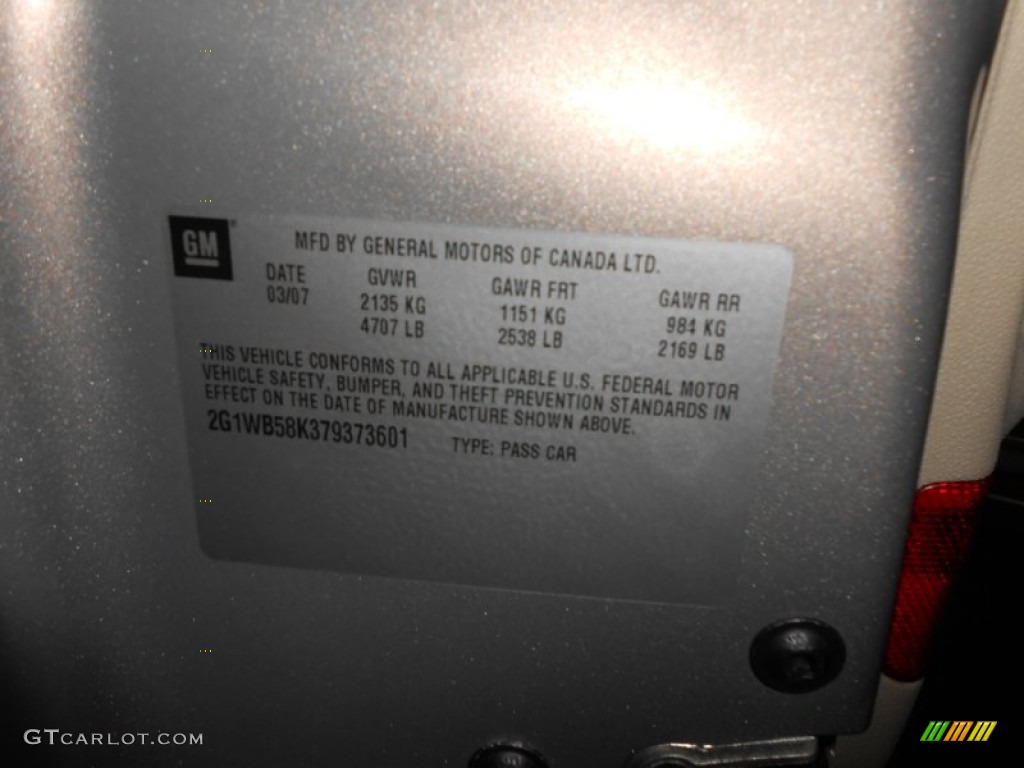 GM
MFD BY GENERAL MOTORS OF CANADA LTD.
DATE GVWR GAWR FRT GAWR RR
03/07 2135 KG 1151 KG 984 KG
4707 LB 2538 LB 2169 LB
THIS VEHICLE CONFORMS TO ALL APPLICABLE U.S. FEDERAL MOTOR
VEHICLE SAFETY, BUMPER, AND THEFT PREVENTION STANDARDS IN
EFFECT ON THE DATE OF MANUFACTURE SHOWN ABOVE.
2G1WB58K379373601 TYPE: PASS CAR
GTCARLOT.COM